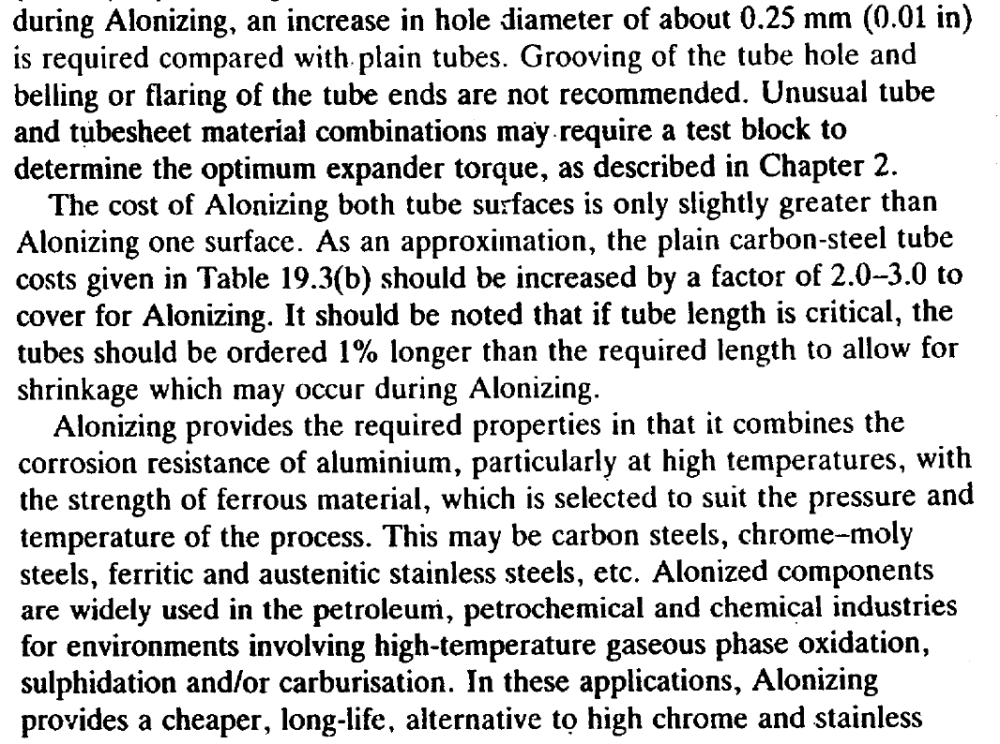 during Alonizing, an increase in hole diameter of about 0.25 mm (0.01 in)
is required compared with plain tubes. Grooving of the tube hole and
belling or flaring of the tube ends are not recommended. Unusual tube
and tubesheet material combinations may require a test block to
determine the optimum expander torque, as described in Chapter 2.
The cost of Alonizing both tube surfaces is only slightly greater than
Alonizing one surface. As an approximation, the plain carbon-steel tube
costs given in Table 19.3(b) should be increased by a factor of 2.0–3.0 to
cover for Alonizing. It should be noted that if tube length is critical, the
tubes should be ordered 1% longer than the required length to allow for
shrinkage which may occur during Alonizing.
Alonizing provides the required properties in that it combines the
corrosion resistance of aluminium, particularly at high temperatures, with
the strength of ferrous material, which is selected to suit the pressure and
temperature of the process. This may be carbon steels, chrome–moly
steels, ferritic and austenitic stainless steels, etc. Alonized components
are widely used in the petroleum, petrochemical and chemical industries
for environments involving high-temperature gaseous phase oxidation,
sulphidation and/or carburisation. In these applications, Alonizing
provides a cheaper, long-life, alternative to high chrome and stainless